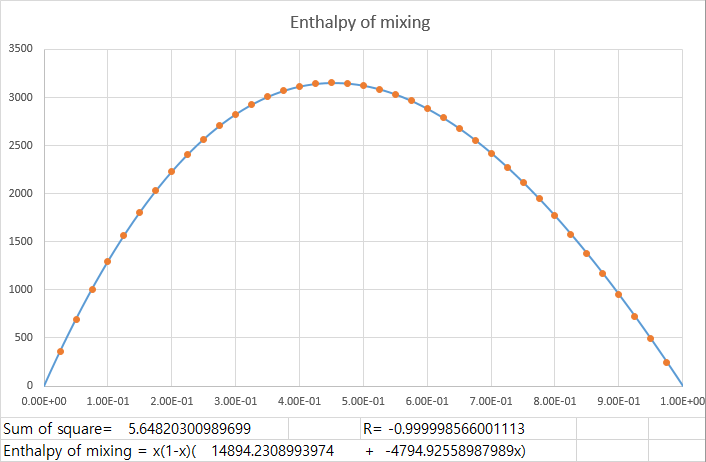 Enthalpy of mixing
3500
3000
2500
2000
1500
1000
500
0
0.00E+00 1.00E-01 2.00E-01 3.00E-01 4.00E-01 5.00E-01 6.00E-01 7.00E-01 8.00E-01 9.00E-01 1.00E+00
Sum of square= 5.64820300989699 R= -0.999998566001113
Enthalpy of mixing = x(1-x)( 14894.2308993974 + -4794.92558987989x)